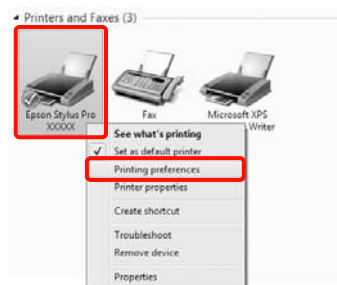 Printers and Faxes (3)
Epson Stylus Pro
XXXXX
Fax
Microsoft XPS
Writer
See what's printing
Set as default printer
Printing preferences
Printer properties
Create shortcut
Troubleshoot
Remove device
Properties